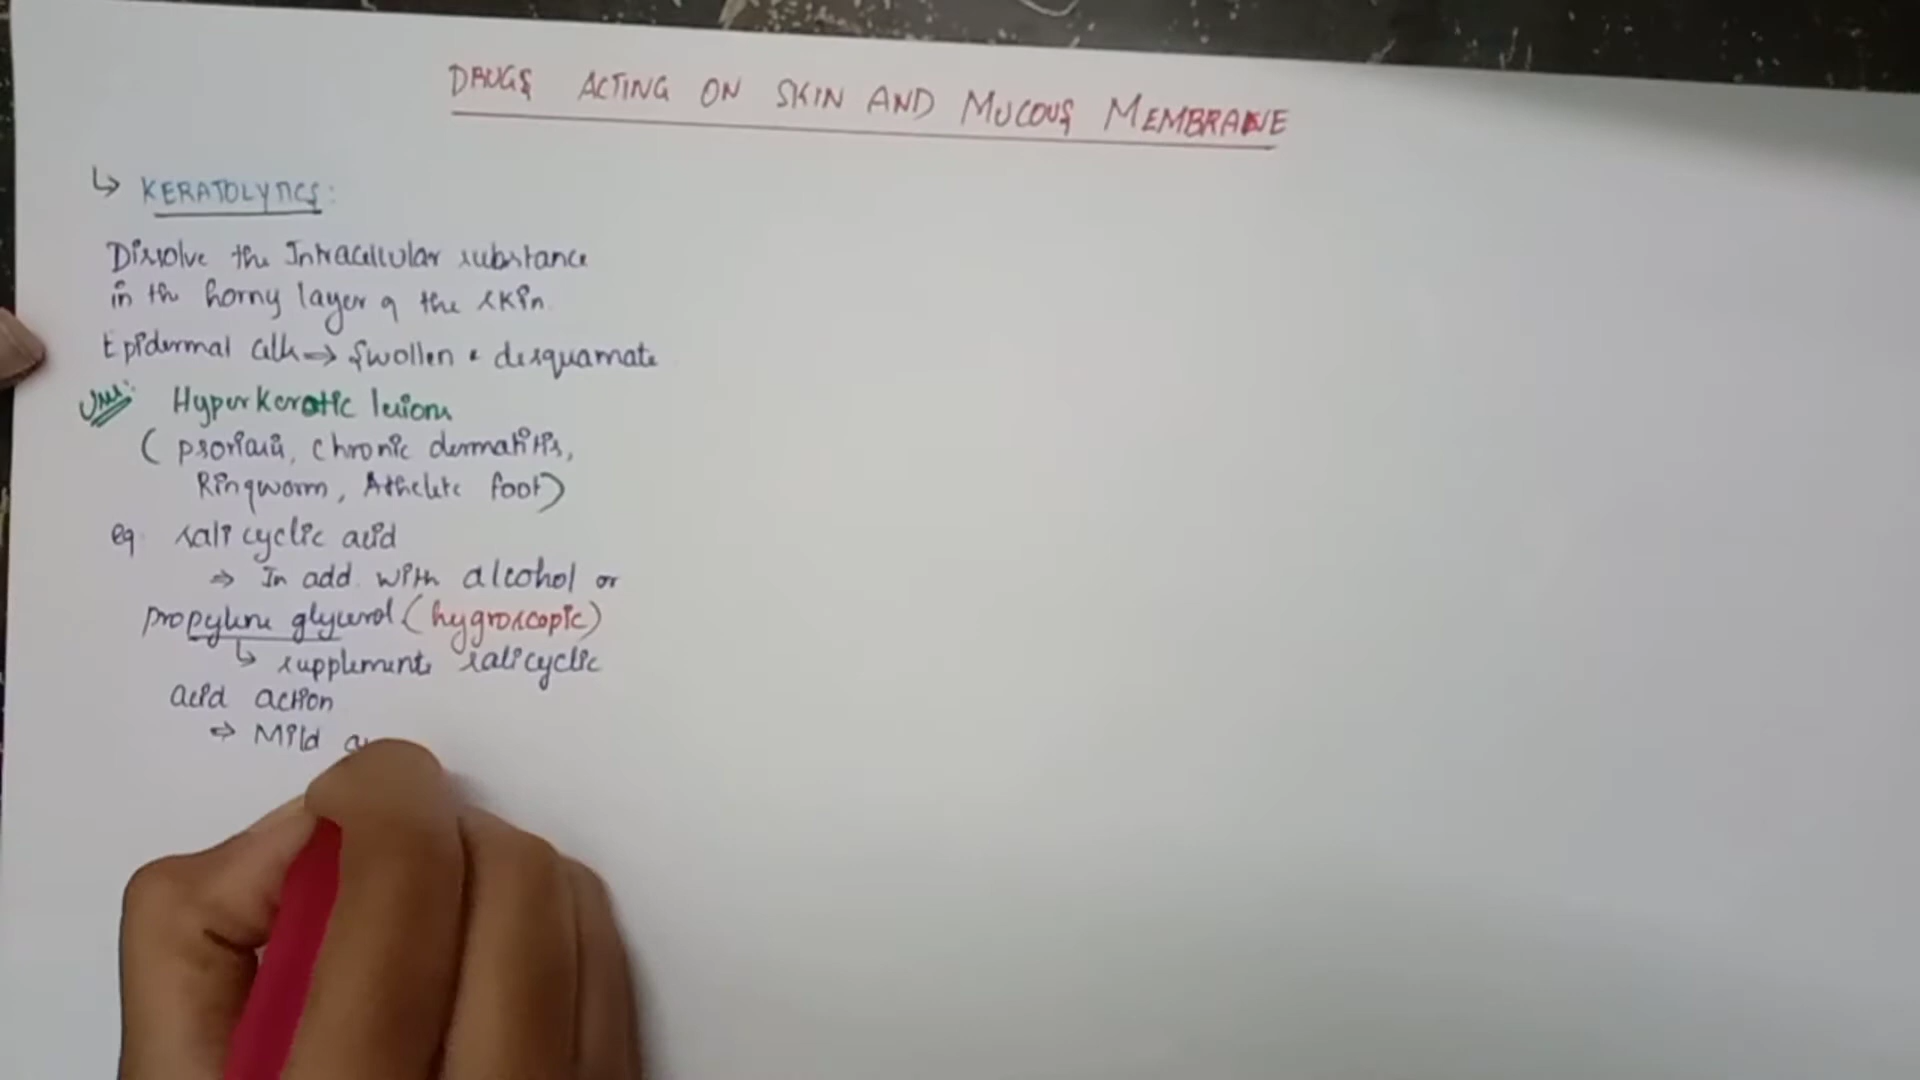 DRUGS ACTING ON SKIN AND MUCOUS MEMBRANE
↳ KERATOLYTICS:
Dissolve the Intracellular substance
in the horny layer of the skin.
Epidermal cells ⇒ swollen & desquamate
Uses: Hyperkeratic lesions
( psoriasis, chronic dermatitis,
Ringworm, Athelete foot)
eg. salicyclic acid
⇒ In add. with alcohol or
propylene glycerol (hygroscopic)
↳ supplements salicyclic
acid action
⇒ Mild